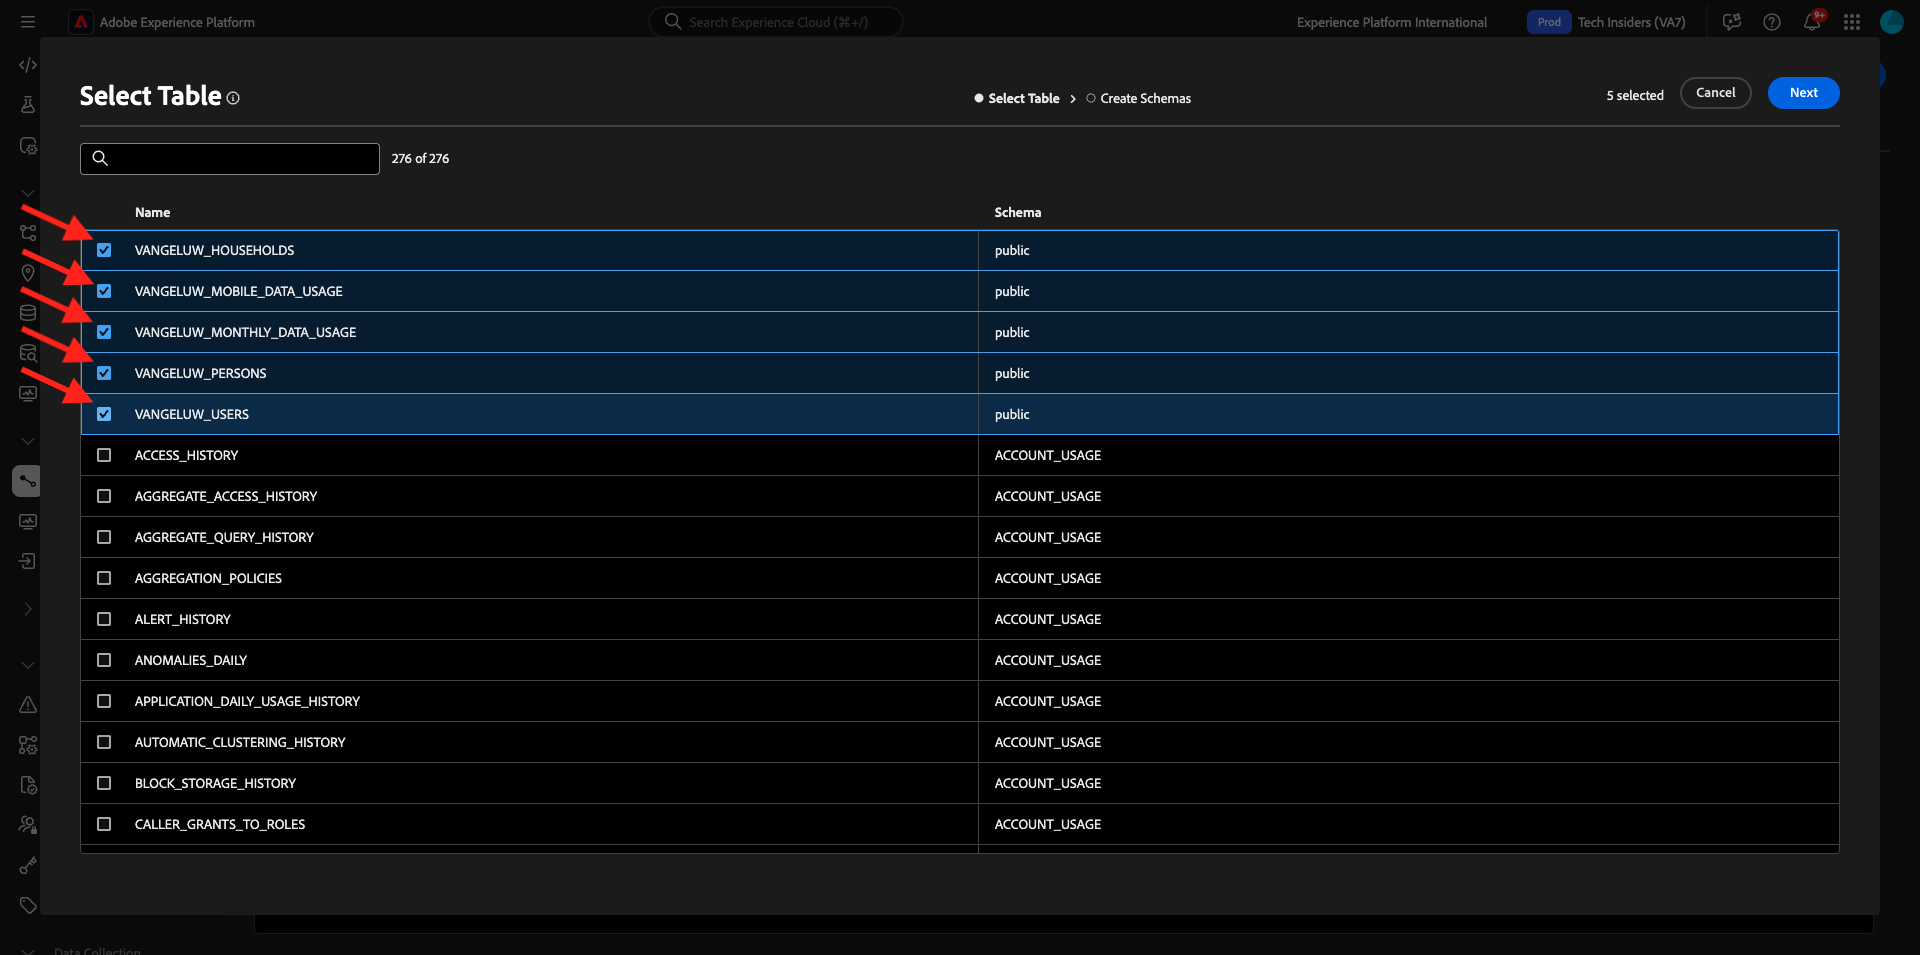 Adobe Experience Platform
Search Experience Cloud (⌘+/)
Experience Platform International
Prod
Tech Insiders (VA7)
9+
Select Table
Select Table
Create Schemas
5 selected
Cancel
Next
276 of 276
Name Schema
VANGELUW_HOUSEHOLDS public
VANGELUW_MOBILE_DATA_USAGE public
VANGELUW_MONTHLY_DATA_USAGE public
VANGELUW_PERSONS public
VANGELUW_USERS public
ACCESS_HISTORY ACCOUNT_USAGE
AGGREGATE_ACCESS_HISTORY ACCOUNT_USAGE
AGGREGATE_QUERY_HISTORY ACCOUNT_USAGE
AGGREGATION_POLICIES ACCOUNT_USAGE
ALERT_HISTORY ACCOUNT_USAGE
ANOMALIES_DAILY ACCOUNT_USAGE
APPLICATION_DAILY_USAGE_HISTORY ACCOUNT_USAGE
AUTOMATIC_CLUSTERING_HISTORY ACCOUNT_USAGE
BLOCK_STORAGE_HISTORY ACCOUNT_USAGE
CALLER_GRANTS_TO_ROLES ACCOUNT_USAGE
Data Collection